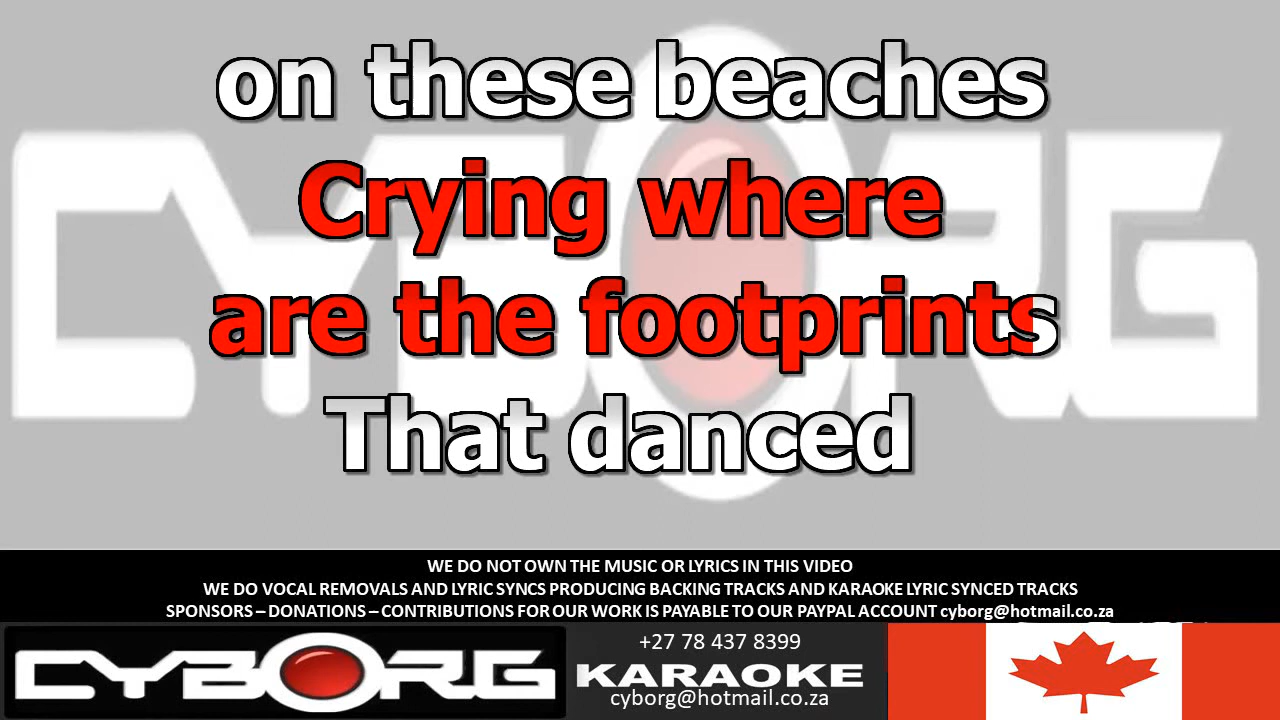 on these beaches
Crying where
are the footprints
That danced
WE DO NOT OWN THE MUSIC OR LYRICS IN THIS VIDEO
WE DO VOCAL REMOVALS AND LYRIC SYNCS PRODUCING BACKING TRACKS AND KARAOKE LYRIC SYNCED TRACKS
SPONSORS – DONATIONS – CONTRIBUTIONS FOR OUR WORK IS PAYABLE TO OUR PAYPAL ACCOUNT cyborg@hotmail.co.za
CYBORG
+27 78 437 8399
KARAOKE
cyborg@hotmail.co.za